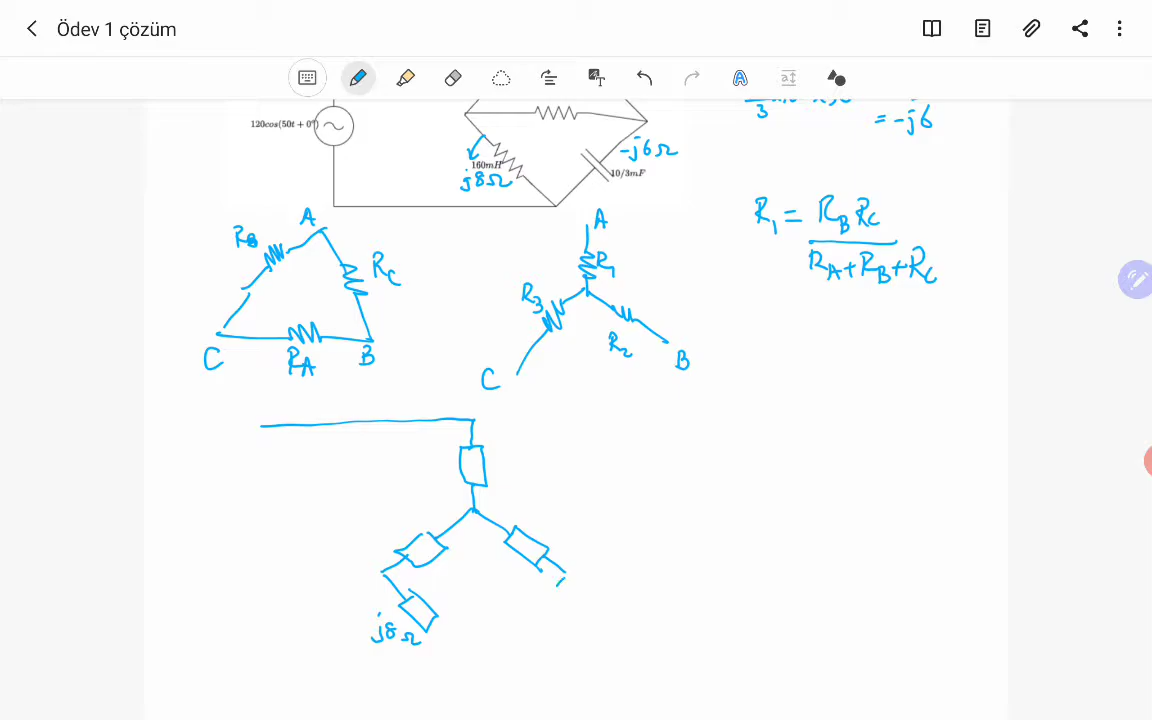 Ödev 1 çözüm
3
= -j6
120cos(50t + 0°)
-j6Ω
160mH
10/3mF
j8Ω
R1 = RB RC
RA+RB+RC
A
RB
RC
C
RA
B
A
R1
R3
R2
B
C
j8Ω